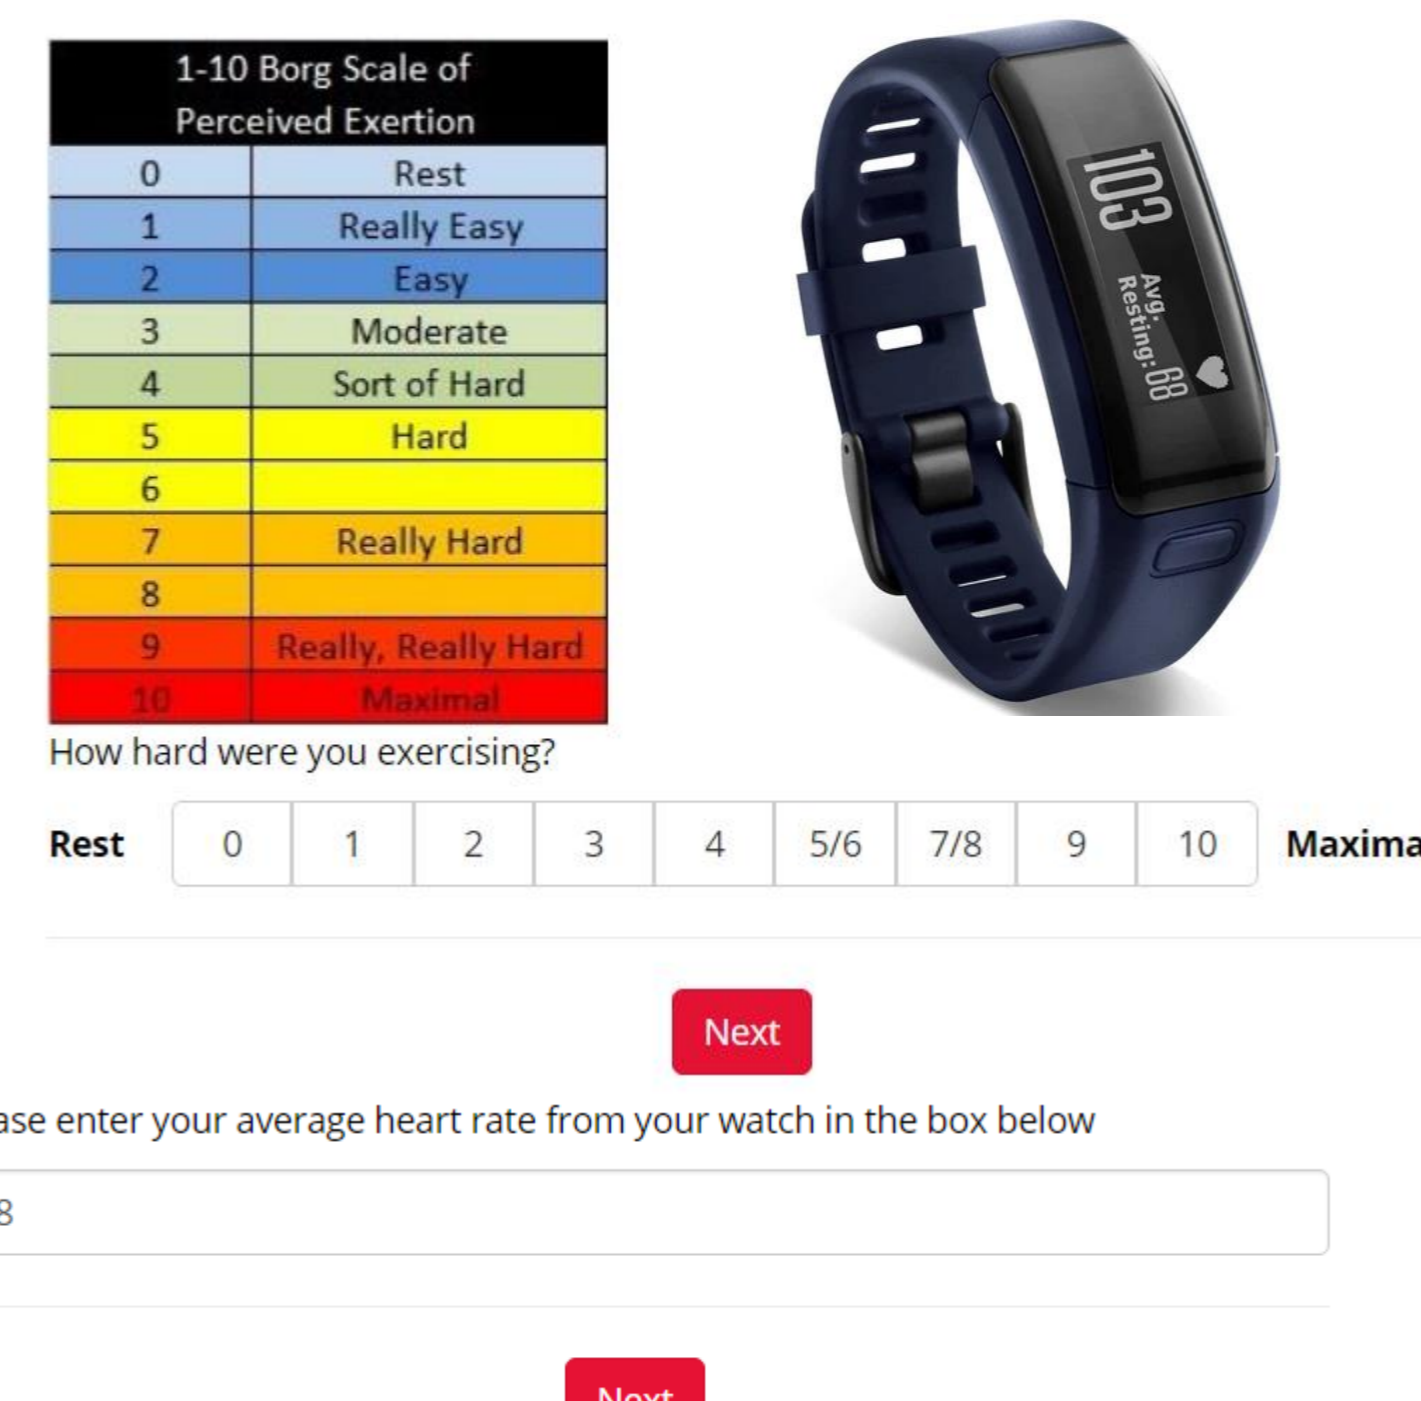 1-10 Borg Scale of
Perceived Exertion
0 Rest
1 Really Easy
2 Easy
3 Moderate
4 Sort of Hard
5 Hard
6
7 Really Hard
8
9 Really, Really Hard
10 Maximal
103
Avg.
Resting: 68
How hard were you exercising?
Rest 0 1 2 3 4 5/6 7/8 9 10 Maxima
Next
ase enter your average heart rate from your watch in the box below
8
Next